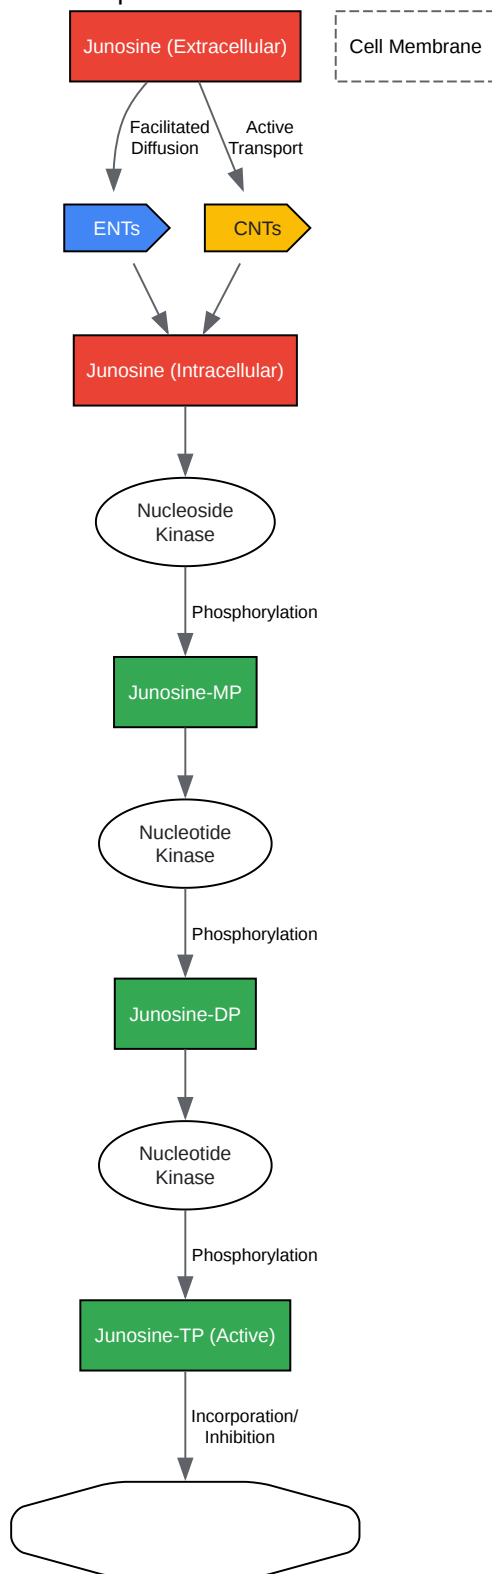 Junosine (Extracellular)
Cell Membrane
Facilitated
Diffusion
Active
Transport
ENTs
CNTs
Junosine (Intracellular)
Nucleoside
Kinase
Phosphorylation
Junosine-MP
Nucleotide
Kinase
Phosphorylation
Junosine-DP
Nucleotide
Kinase
Phosphorylation
Junosine-TP (Active)
Incorporation/
Inhibition